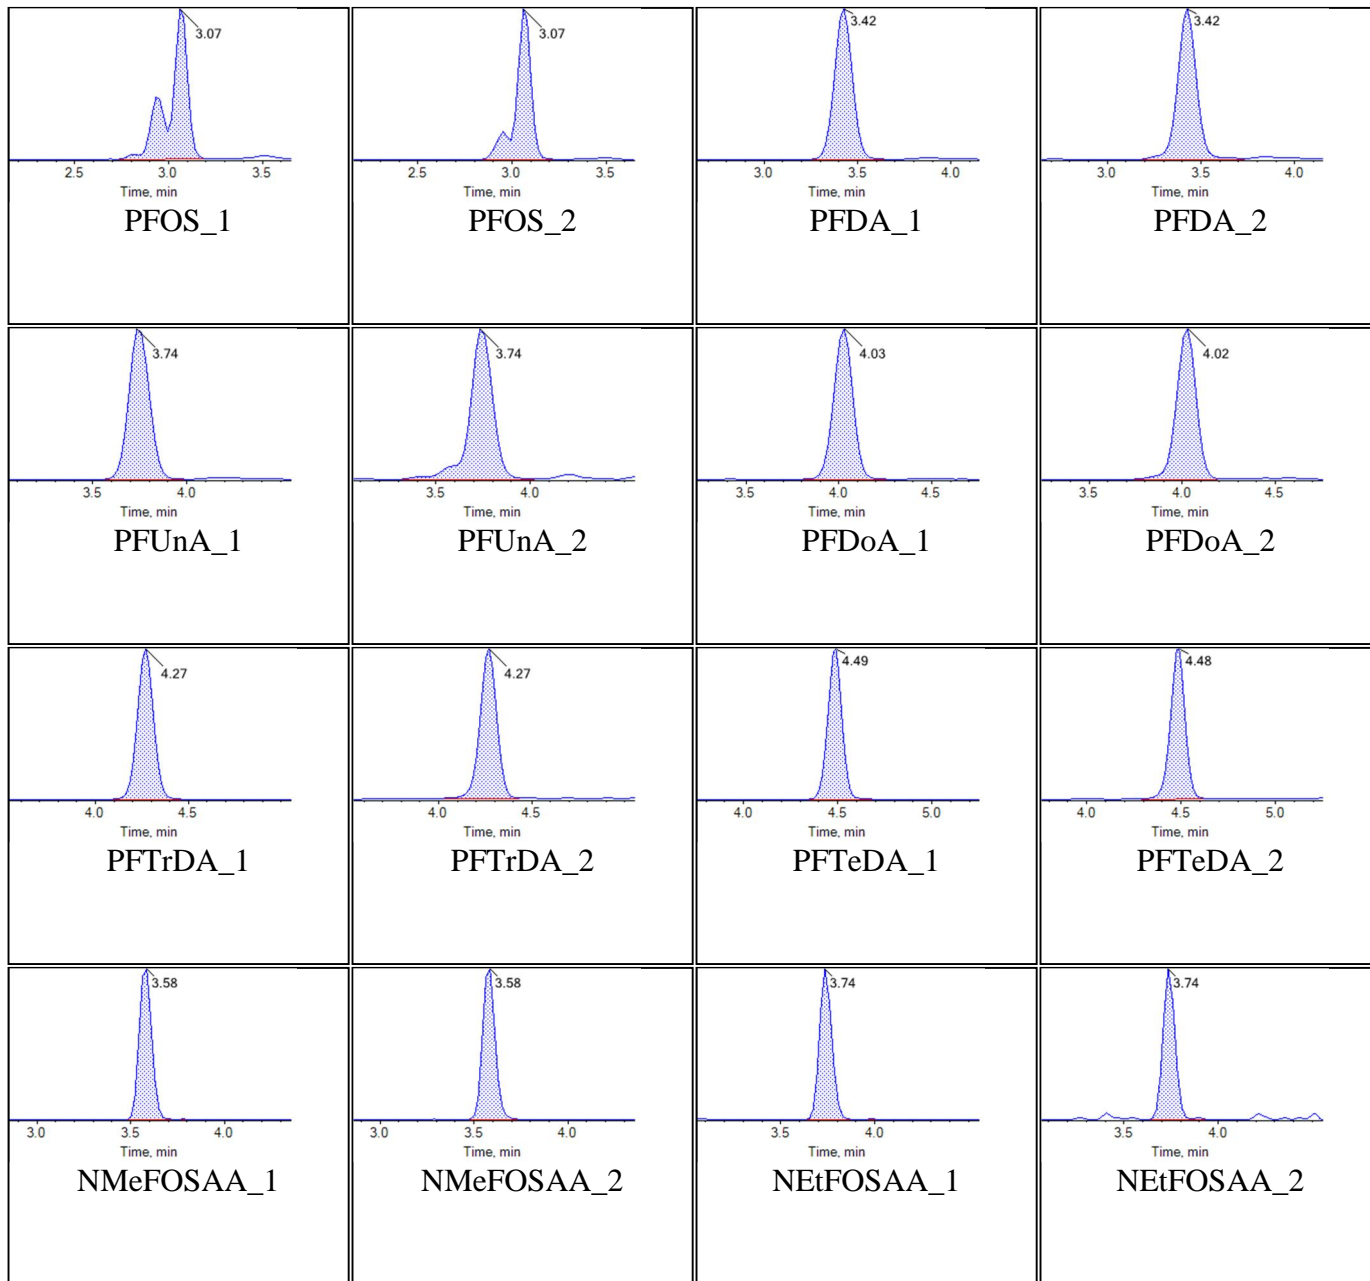 3.07
2.5 3.0 3.5
Time, min
PFOS_1
3.07
2.5 3.0 3.5
Time, min
PFOS_2
3.42
3.0 3.5 4.0
Time, min
PFDA_1
3.42
3.0 3.5 4.0
Time, min
PFDA_2
3.74
3.5 4.0
Time, min
PFUnA_1
3.74
3.5 4.0
Time, min
PFUnA_2
4.03
3.5 4.0 4.5
Time, min
PFDoA_1
4.02
3.5 4.0 4.5
Time, min
PFDoA_2
4.27
4.0 4.5
Time, min
PFTrDA_1
4.27
4.0 4.5
Time, min
PFTrDA_2
4.49
4.0 4.5 5.0
Time, min
PFTeDA_1
4.48
4.0 4.5 5.0
Time, min
PFTeDA_2
3.58
3.0 3.5 4.0
Time, min
NMeFOSAA_1
3.58
3.0 3.5 4.0
Time, min
NMeFOSAA_2
3.74
3.5 4.0
Time, min
NEtFOSAA_1
3.74
3.5 4.0
Time, min
NEtFOSAA_2